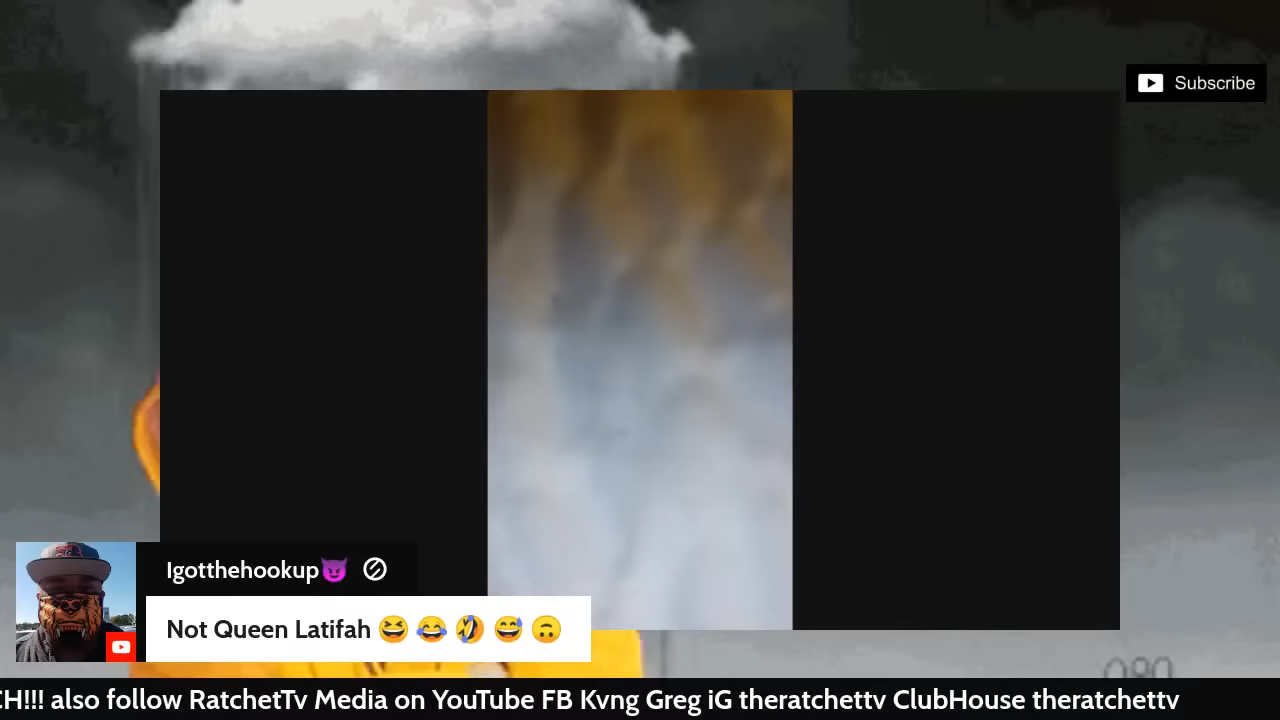 Subscribe
Igotthehookup😈
Not Queen Latifah 😆 😂 🤣 😅 🙃
CH!!! also follow RatchetTv Media on YouTube FB Kvng Greg iG theratchettv ClubHouse theratchettv